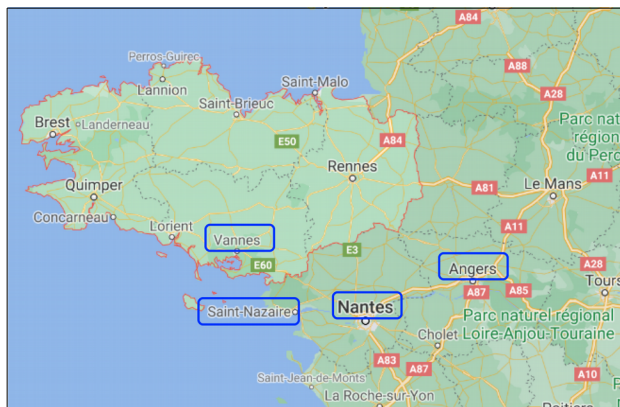 A84
Perros-Guirec
Lannion
Saint-Malo
A88
A28
Saint-Brieuc
Brest
Landerneau
Parc nat
région
du Perc
E50
A84
Rennes
A11
Quimper
A81
Le Mans
Concarneau
Lorient
A11
Vannes
E3
E60
Angers
A28
A87
A85
Tours
Saint-Nazaire
Nantes
Parc naturel régional
Loire-Anjou-Touraine
Cholet
A83
A87
A10
Saint-Jean-de-Monts
La Roche-sur-Yon